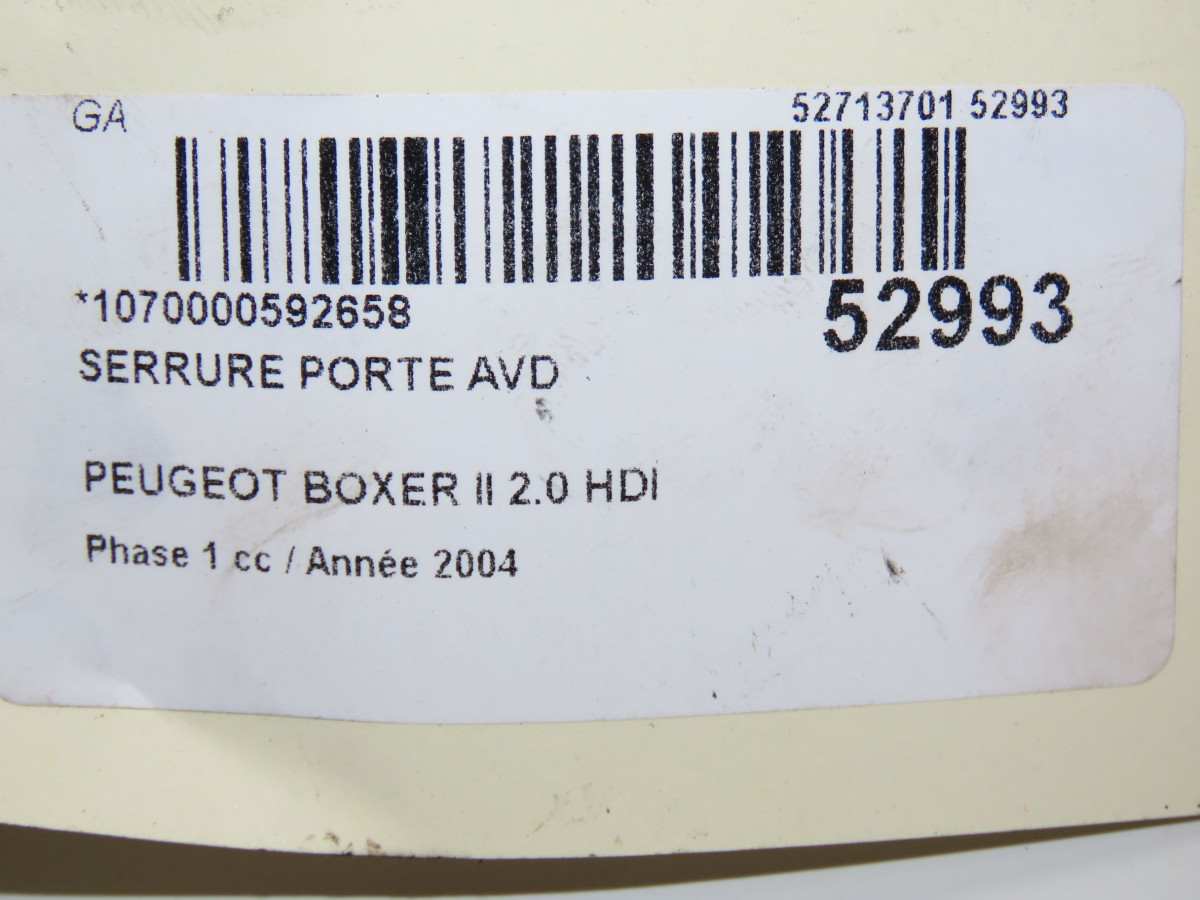 GA
52713701 52993
*1070000592658
52993
SERRURE PORTE AVD
PEUGEOT BOXER II 2.0 HDI
Phase 1 cc / Année 2004